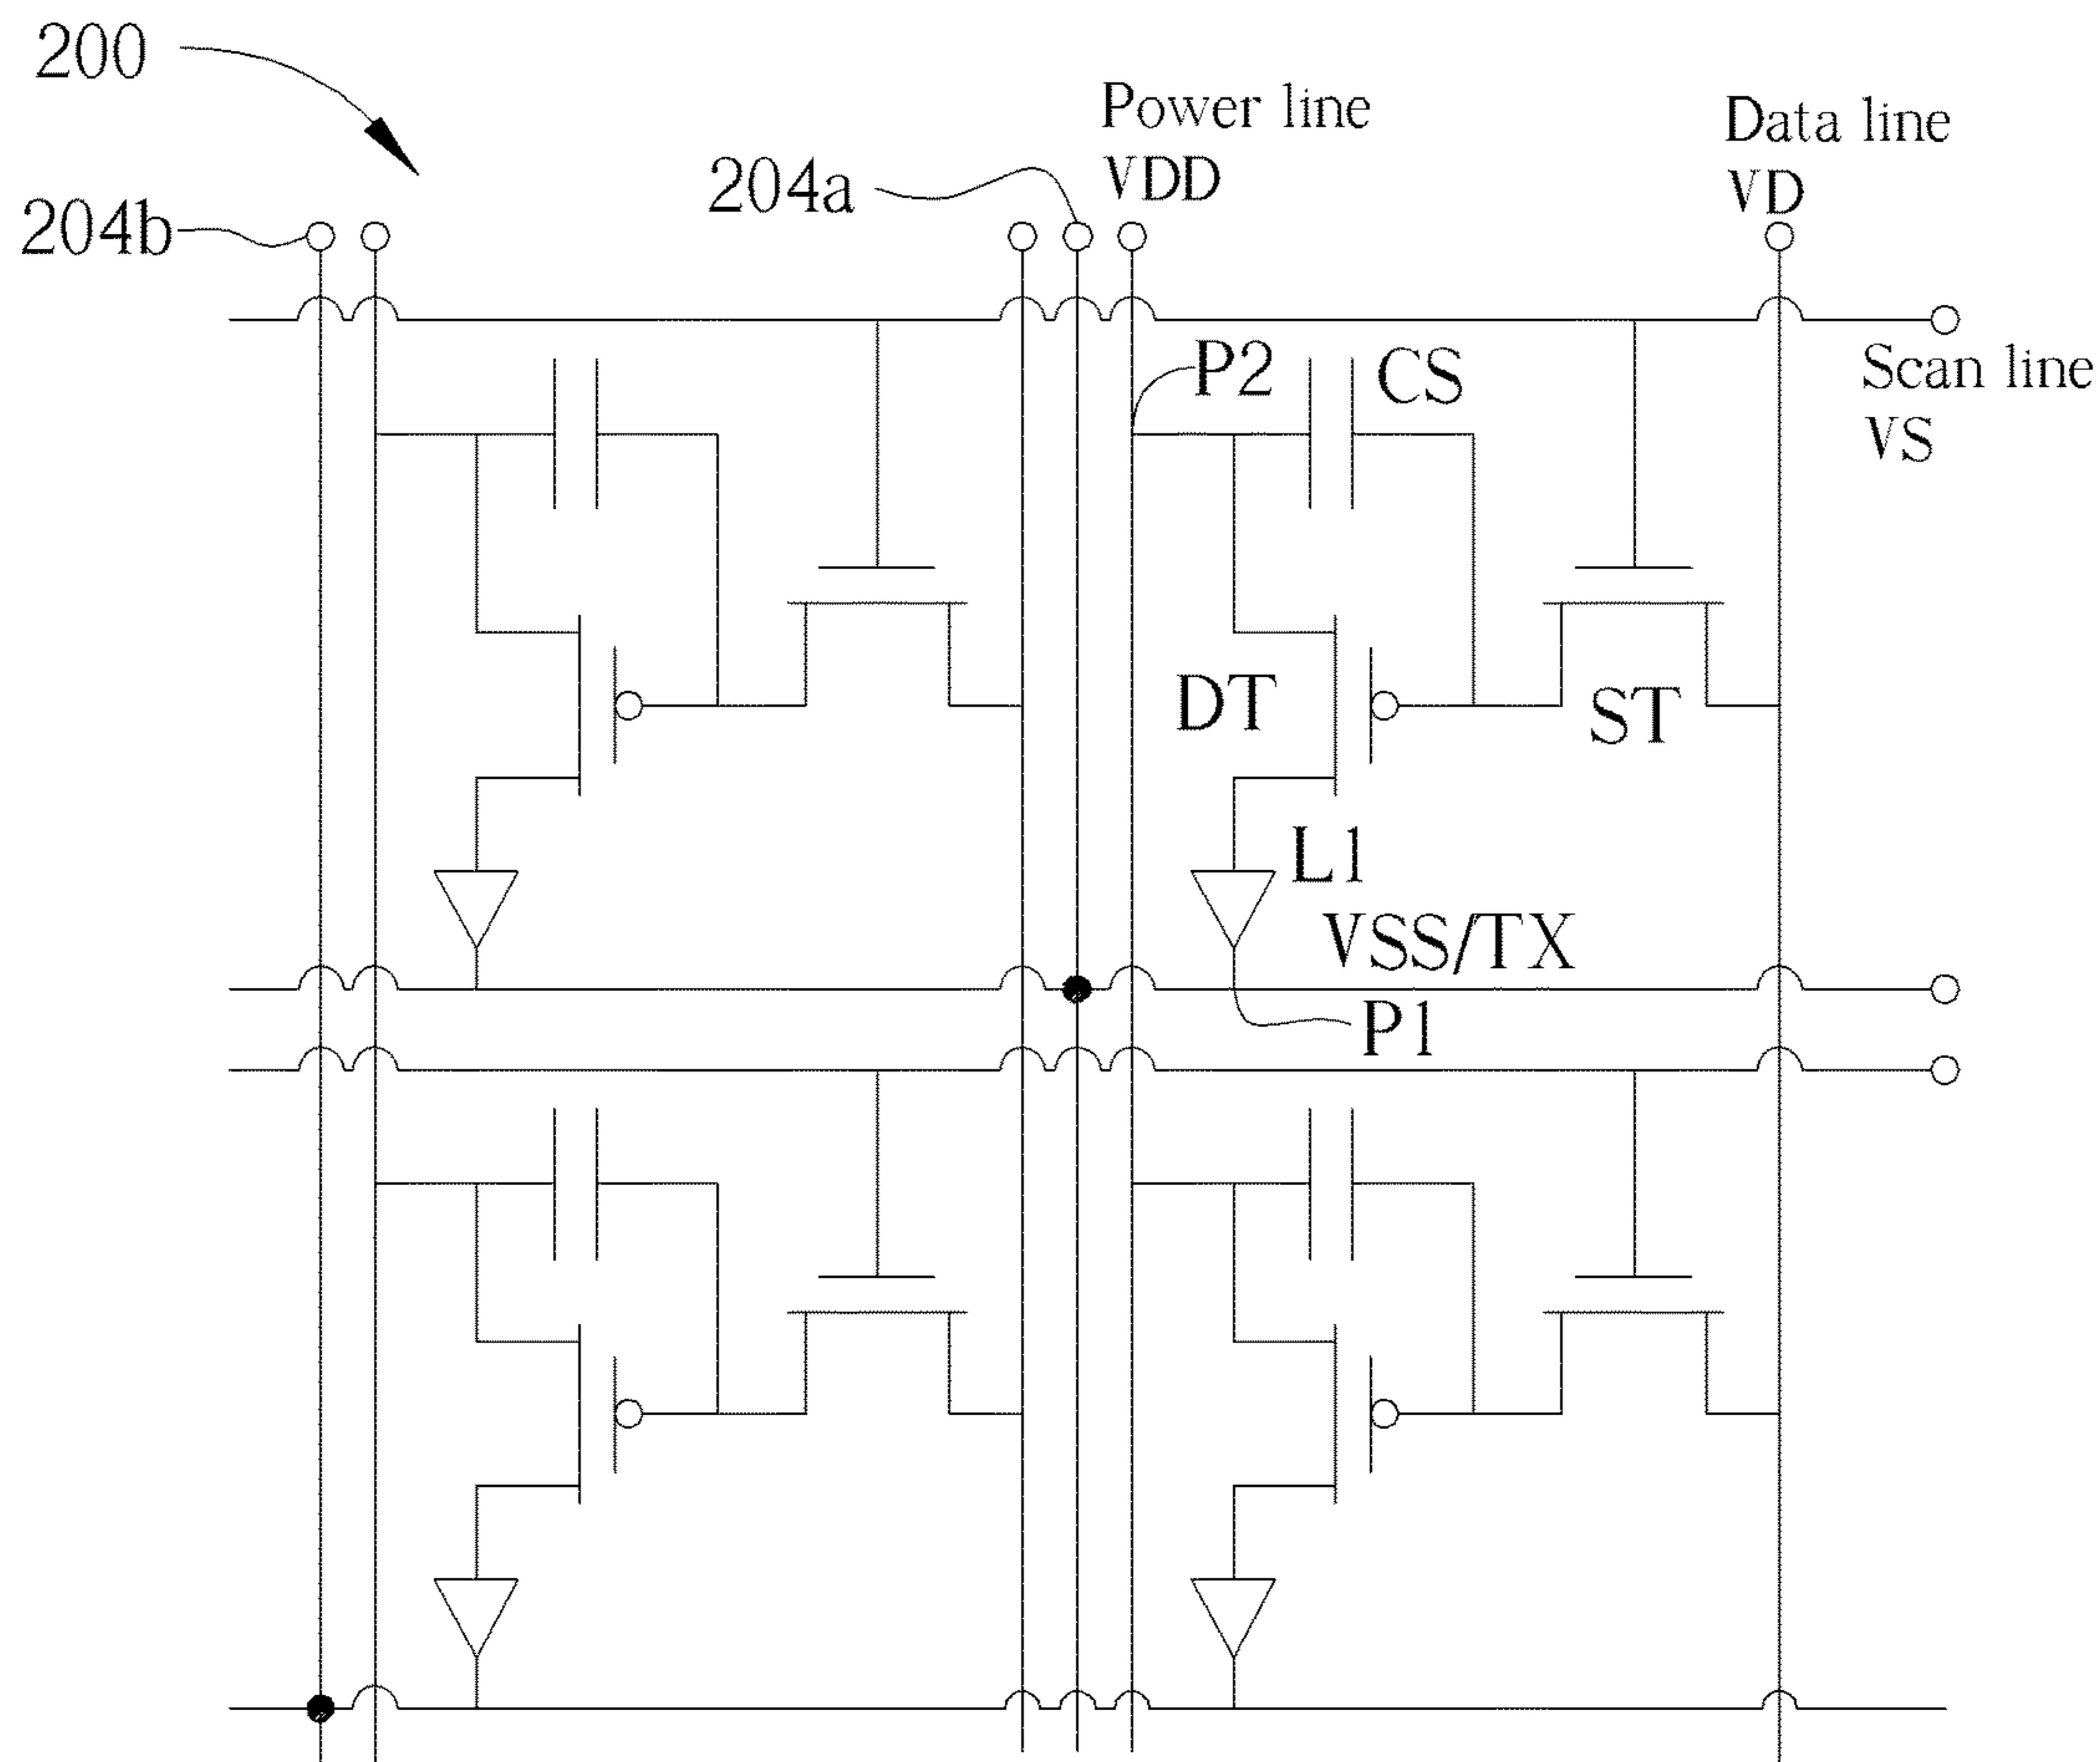 200
Power line
VDD
Data line
VD
204a
204b
P2
CS
Scan line
VS
DT
ST
L1
VSS/TX
P1